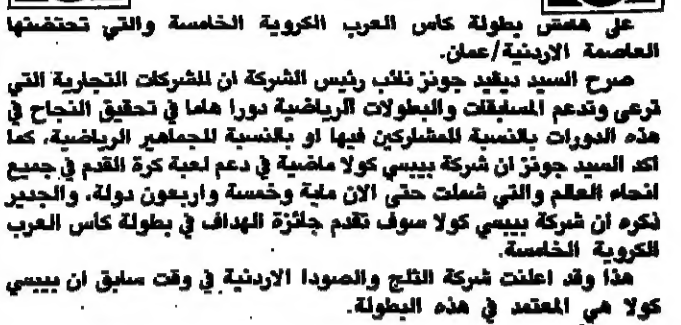 على هامش بطولة كأس العرب الكروية الخامسة والتي تحتضنها
العاصمة الاردنية/عمان.
صرح السيد ديفيد جونز نائب رئيس الشركة ان للشركات التجارية التي
ترعى وتدعم المسابقات والبطولات الرياضية دورا هاما في تحقيق النجاح في
هذه الدورات بالنسبة للمشاركين فيها او بالنسبة للجماهير الرياضية، كما
اكد السيد جونز ان شركة بيبسي كولا ماضية في دعم لعبة كرة القدم في جميع
انحاء العالم والتي شملت حتى الان ماية وخمسة واربعون دولة، والجدير
ذكره ان شركة بيبسي كولا سوف تقدم جائزة الهداف في بطولة كأس العرب
الكروية الخامسة.
هذا وقد اعلنت شركة الثلج والصودا الاردنية في وقت سابق ان بيبسي
كولا هي المعتمد في هذه البطولة.